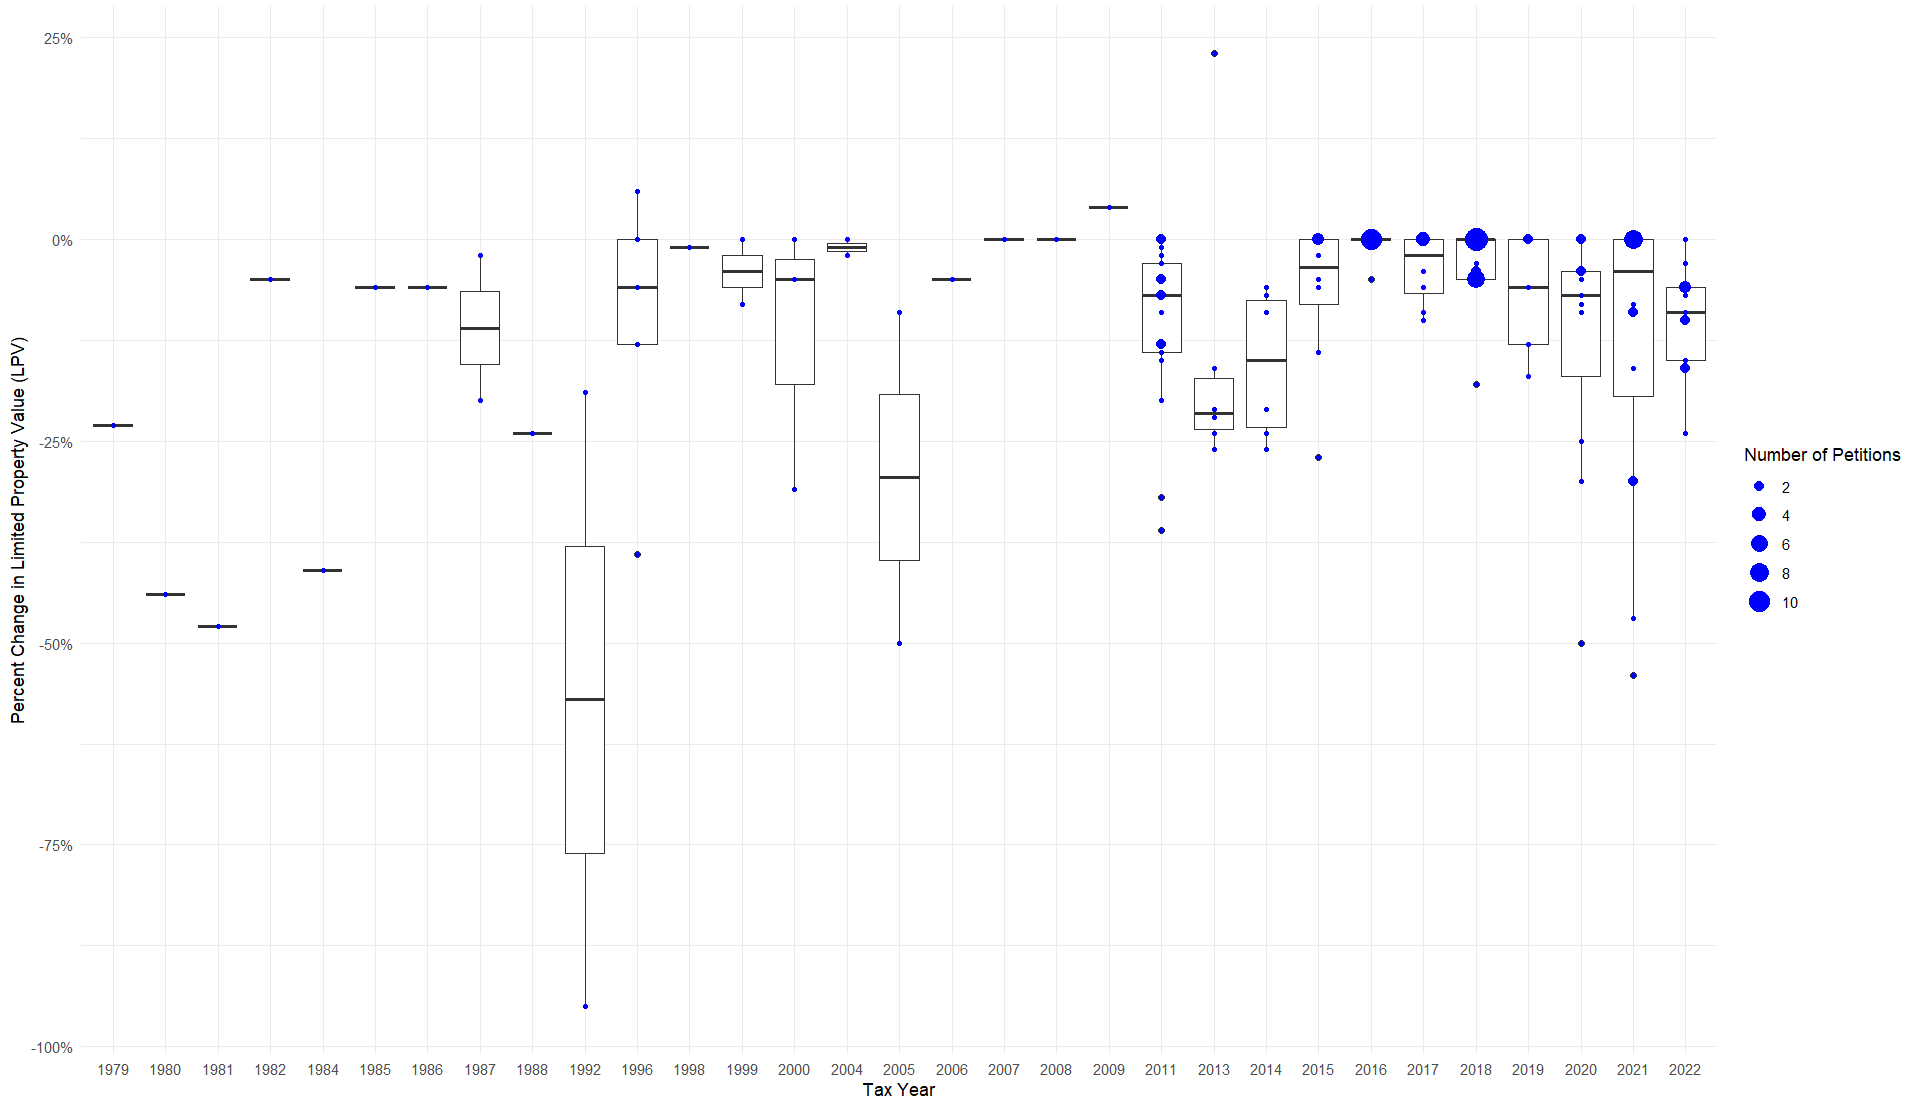 25%
0%
-25%
-50%
-75%
-100%
Percent Change in Limited Property Value (LPV)
1979 1980 1981 1982 1984 1985 1986 1987 1988 1992 1996 1998 1999 2000 2004 2005 2006 2007 2008 2009 2011 2013 2014 2015 2016 2017 2018 2019 2020 2021 2022
Tax Year
Number of Petitions
2
4
6
8
10